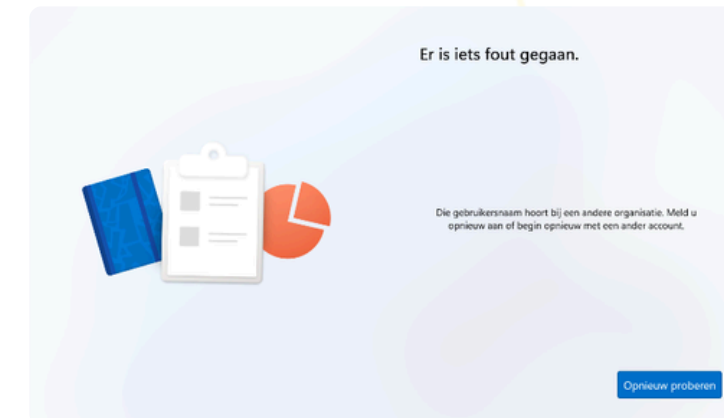 Er is iets fout gegaan.
Die gebruikersnaam hoort bij een andere organisatie. Meld u
opnieuw aan of begin opnieuw met een ander account.
Opnieuw proberen